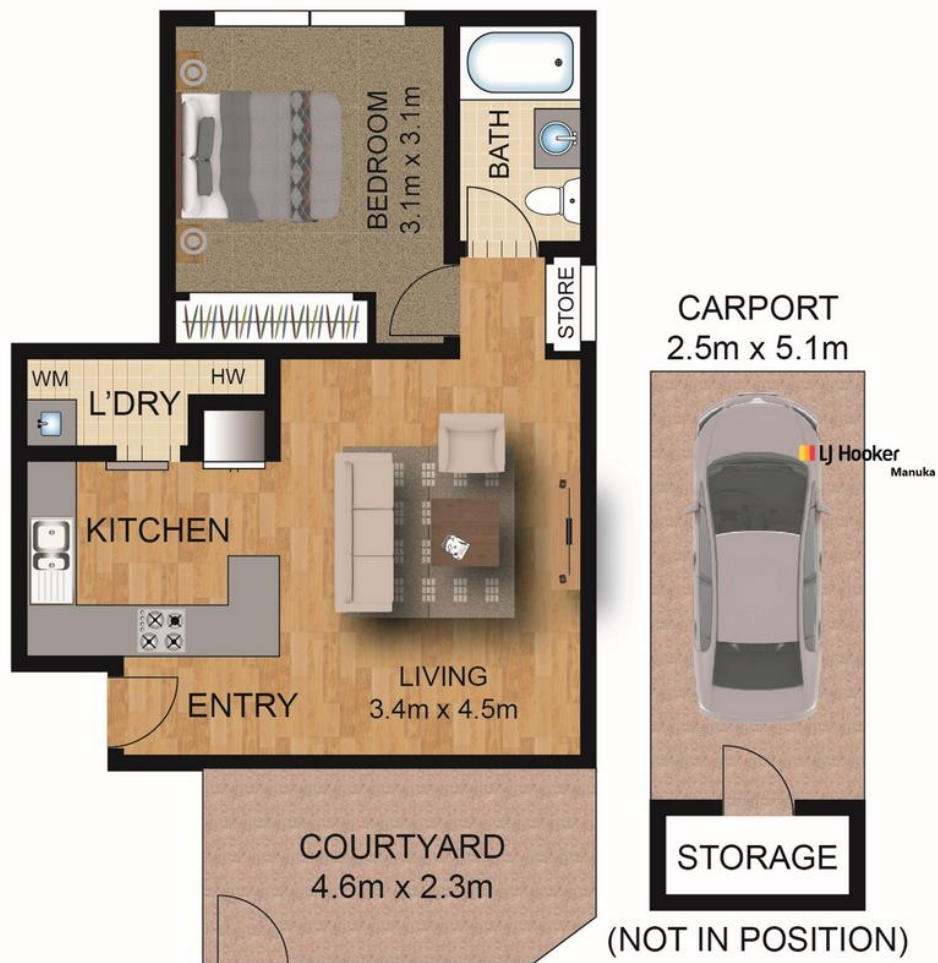 BEDROOM
3.1m x 3.1m
BATH
STORE
WM
HW
L'DRY
KITCHEN
ENTRY
LIVING
3.4m x 4.5m
COURTYARD
4.6m x 2.3m
CARPORT
2.5m x 5.1m
LJ Hooker
Manuka
STORAGE
(NOT IN POSITION)